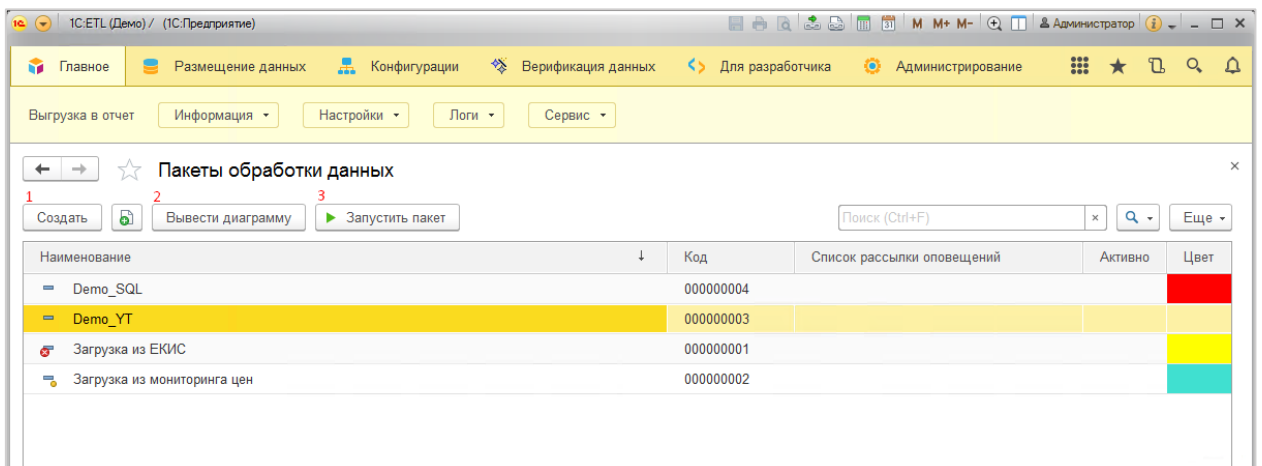 1C:ETL (Демо) / (1С:Предприятие) M M+ M- Администратор
Главное Размещение данных Конфигурации Верификация данных Для разработчика Администрирование
Выгрузка в отчет Информация Настройки Логи Сервис
Пакеты обработки данных
1 2 3
Создать Вывести диаграмму Запустить пакет Поиск (Ctrl+F) Еще
Наименование Код Список рассылки оповещений Активно Цвет
Demo_SQL 000000004
Demo_YT 000000003
Загрузка из ЕКИС 000000001
Загрузка из мониторинга цен 000000002